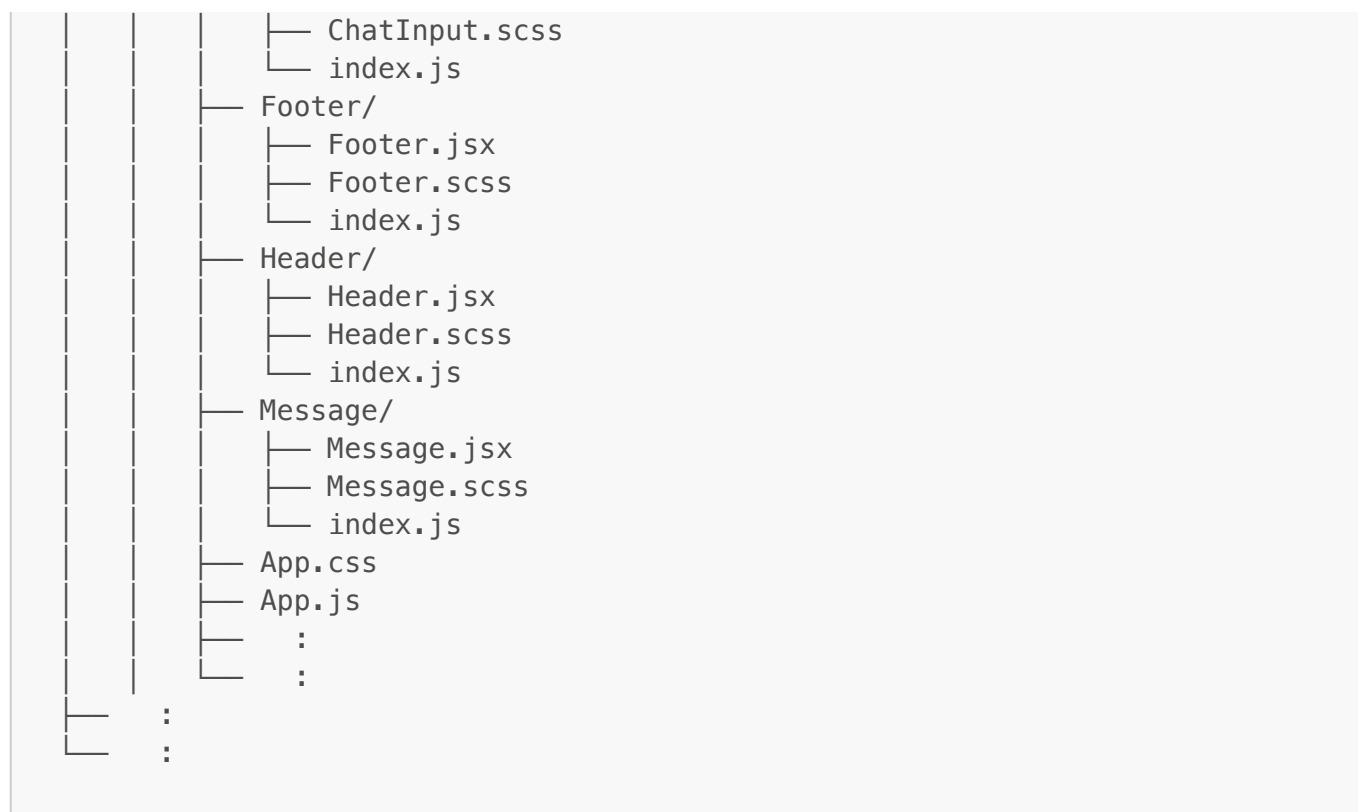 │   │   │   ├── ChatInput.scss
│   │   │   └── index.js
│   │   ├── Footer/
│   │   │   ├── Footer.jsx
│   │   │   ├── Footer.scss
│   │   │   └── index.js
│   │   ├── Header/
│   │   │   ├── Header.jsx
│   │   │   ├── Header.scss
│   │   │   └── index.js
│   │   ├── Message/
│   │   │   ├── Message.jsx
│   │   │   ├── Message.scss
│   │   │   └── index.js
│   │   ├── App.css
│   │   ├── App.js
│   │   ├──   :
│   │   └──   :
├──   :
└──   :